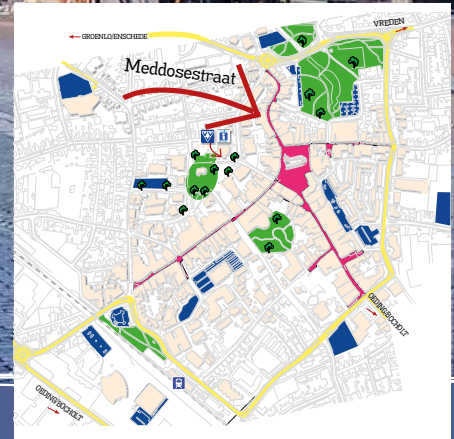 GROENLO/ENSCHEDE
VREDEN
Meddosestraat
i
OEDING/BOCHOLT
OEDING/BOCHOLT